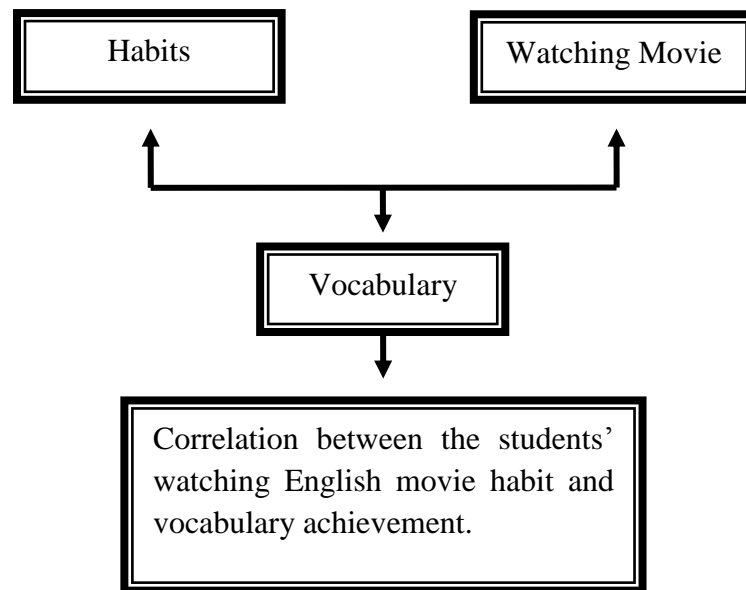 Habits
Watching Movie
Vocabulary
Correlation between the students’
watching English movie habit and
vocabulary achievement.